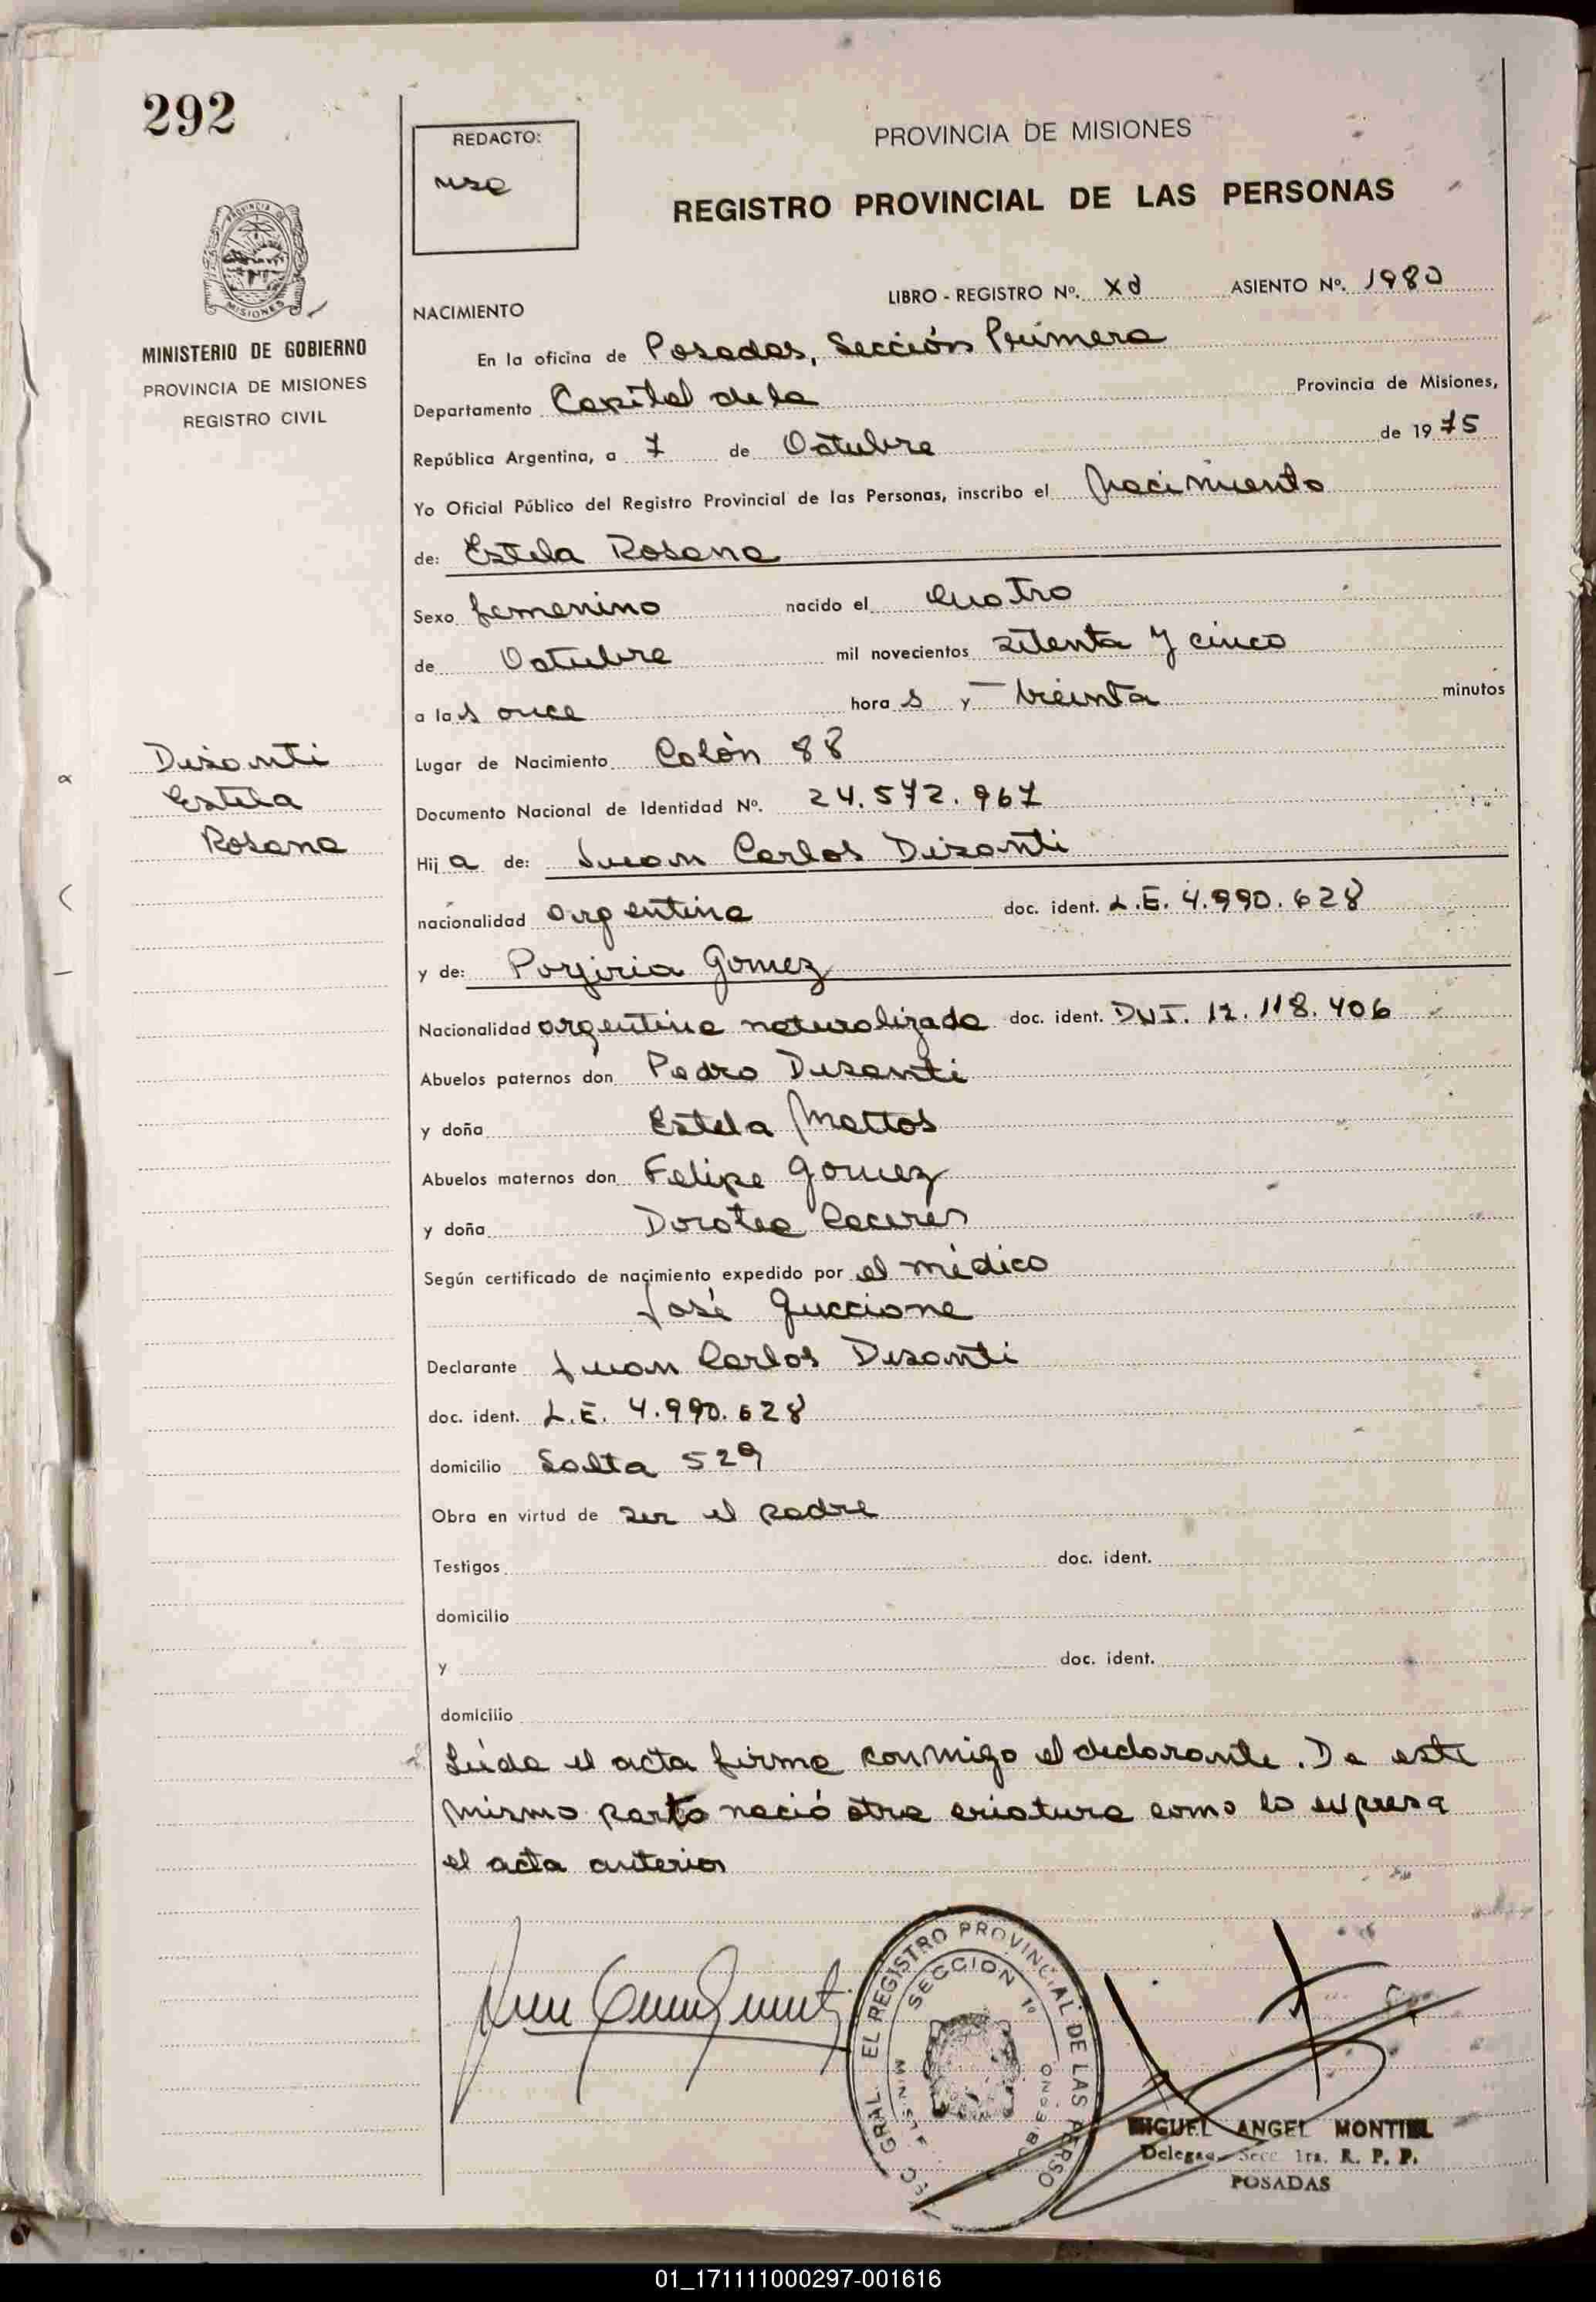 292
REDACTO:
PROVINCIA DE MISIONES
REGISTRO PROVINCIAL DE LAS PERSONAS
PROVINCIA DE
MISIONES
MINISTERIO DE GOBIERNO
PROVINCIA DE MISIONES
REGISTRO CIVIL
LIBRO - REGISTRO Nº. ASIENTO Nº. 1980
NACIMIENTO
En la oficina de Posadas, Sección Primera
Departamento Capital de la Provincia de Misiones,
República Argentina, a 7 de Octubre de 1975
Yo Oficial Público del Registro Provincial de las Personas, inscribo el Nacimiento
de: Estela Rosana
Sexo femenino nacido el cuatro
de Octubre mil novecientos setenta y cinco
a las once horas y treinta minutos
Lugar de Nacimiento Colón 88
Disanti
Estela
Rosana
Documento Nacional de Identidad Nº. 24.572.967
Hija de: Juan Carlos Disanti
nacionalidad argentina doc. ident. L.E. 4.990.628
y de: Porfiria Gomez
Nacionalidad argentina naturalizada doc. ident. DNI. 12.118.406
Abuelos paternos don Pedro Disanti
y doña Estela Mattos
Abuelos maternos don Felipe Gomez
y doña Dorotea Caceres
Según certificado de nacimiento expedido por el médico
José Guccione
Declarante Juan Carlos Disanti
doc. ident. L.E. 4.990.628
domicilio Salta 529
Obra en virtud de ser el padre
Testigos doc. ident.
domicilio
y doc. ident.
domicilio
Leída el acta firma conmigo el declarante. De este
mismo parto nació otra criatura como lo expresa
el acta anterior
GRAL. EL REGISTRO PROVINCIAL DE LAS PERSO
SECCION 1º
MIGUEL ANGEL MONTIEL
Secc 1ra. R. P. P.
POSADAS
01_171111000297-001616